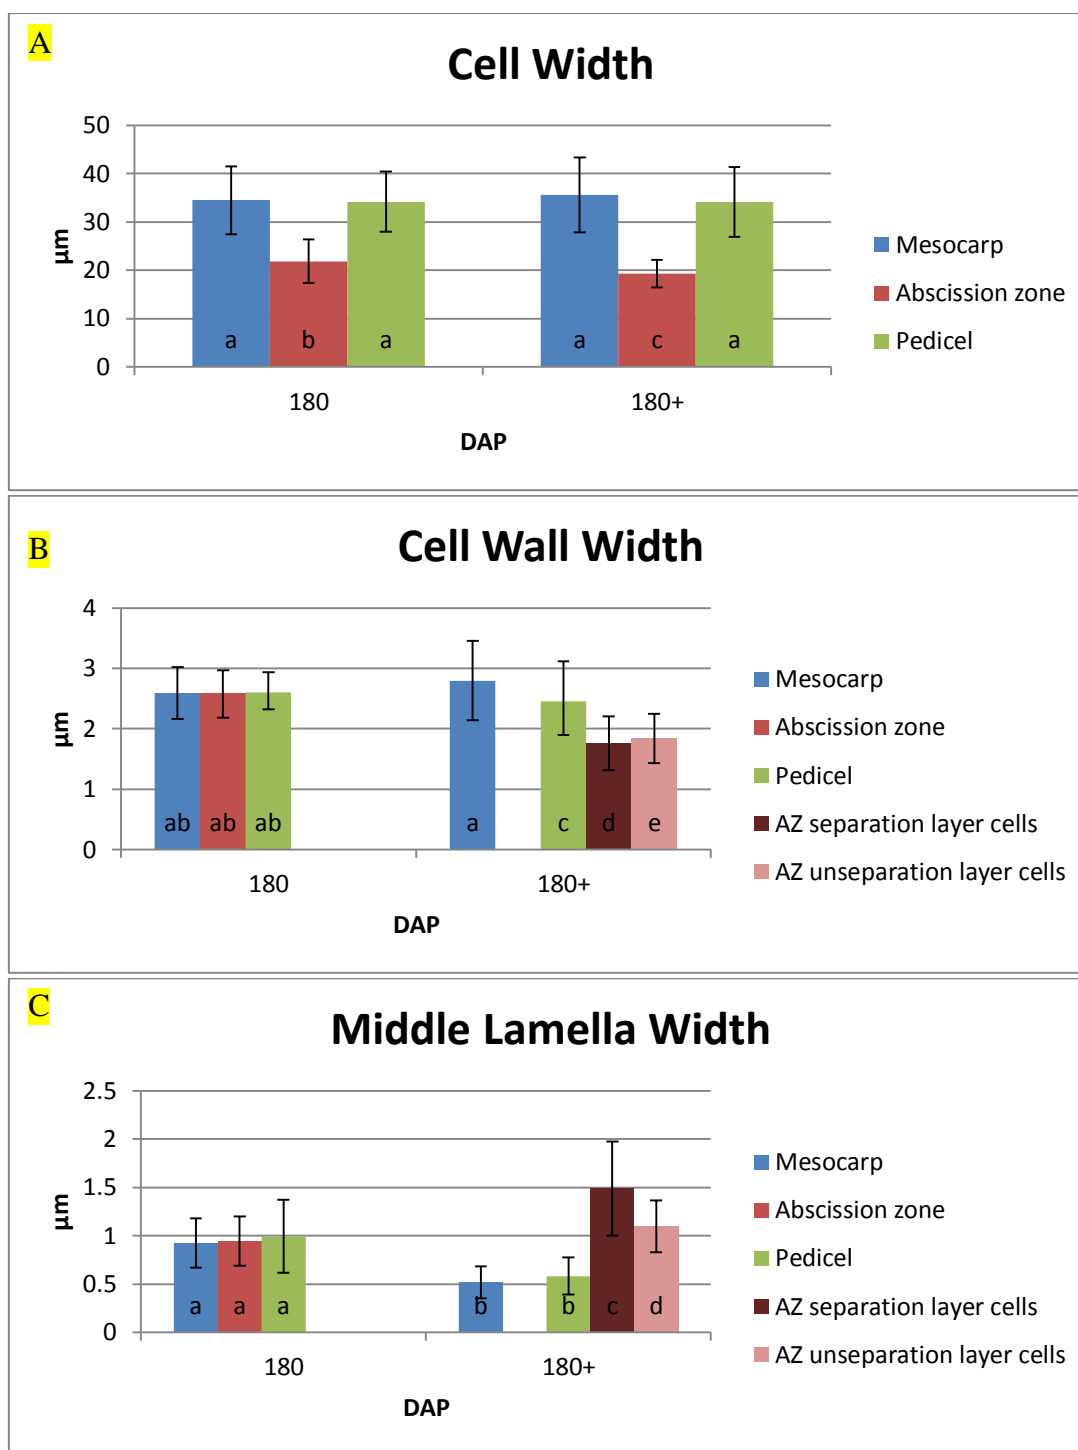 A
Cell Width
50
40
30
20
10
0
µm
a b a a c a
180 180+
DAP
Mesocarp
Abscission zone
Pedicel
B
Cell Wall Width
4
3
2
1
0
µm
ab ab ab a c d e
180 180+
DAP
Mesocarp
Abscission zone
Pedicel
AZ separation layer cells
AZ unseparation layer cells
C
Middle Lamella Width
2.5
2
1.5
1
0.5
0
µm
a a a b b c d
180 180+
DAP
Mesocarp
Abscission zone
Pedicel
AZ separation layer cells
AZ unseparation layer cells